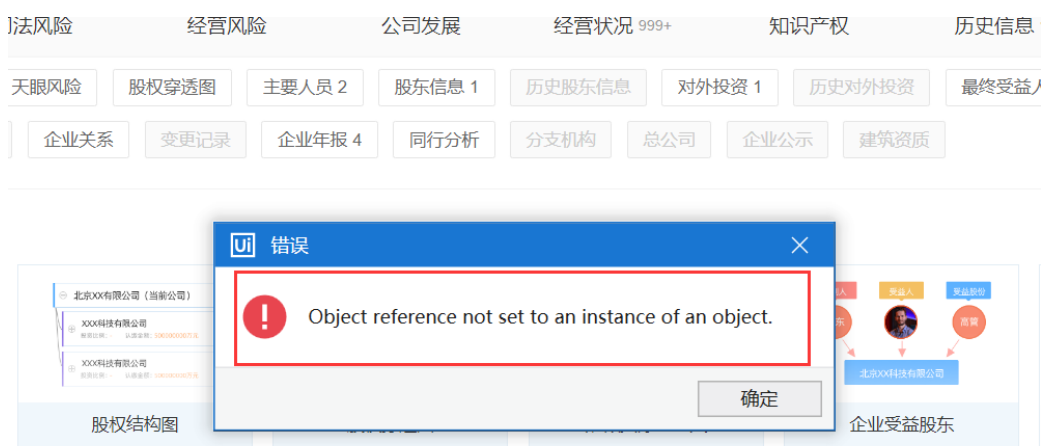 司法风险 经营风险 公司发展 经营状况 999+ 知识产权 历史信息
天眼风险 股权穿透图 主要人员 2 股东信息 1 历史股东信息 对外投资 1 历史对外投资 最终受益人
企业关系 变更记录 企业年报 4 同行分析 分支机构 总公司 企业公示 建筑资质
Ui 错误
Object reference not set to an instance of an object.
确定
北京XX有限公司（当前公司）
XXX科技有限公司
XXX科技有限公司
受益人 受益股份
北京XX科技有限公司
股权结构图
企业受益股东